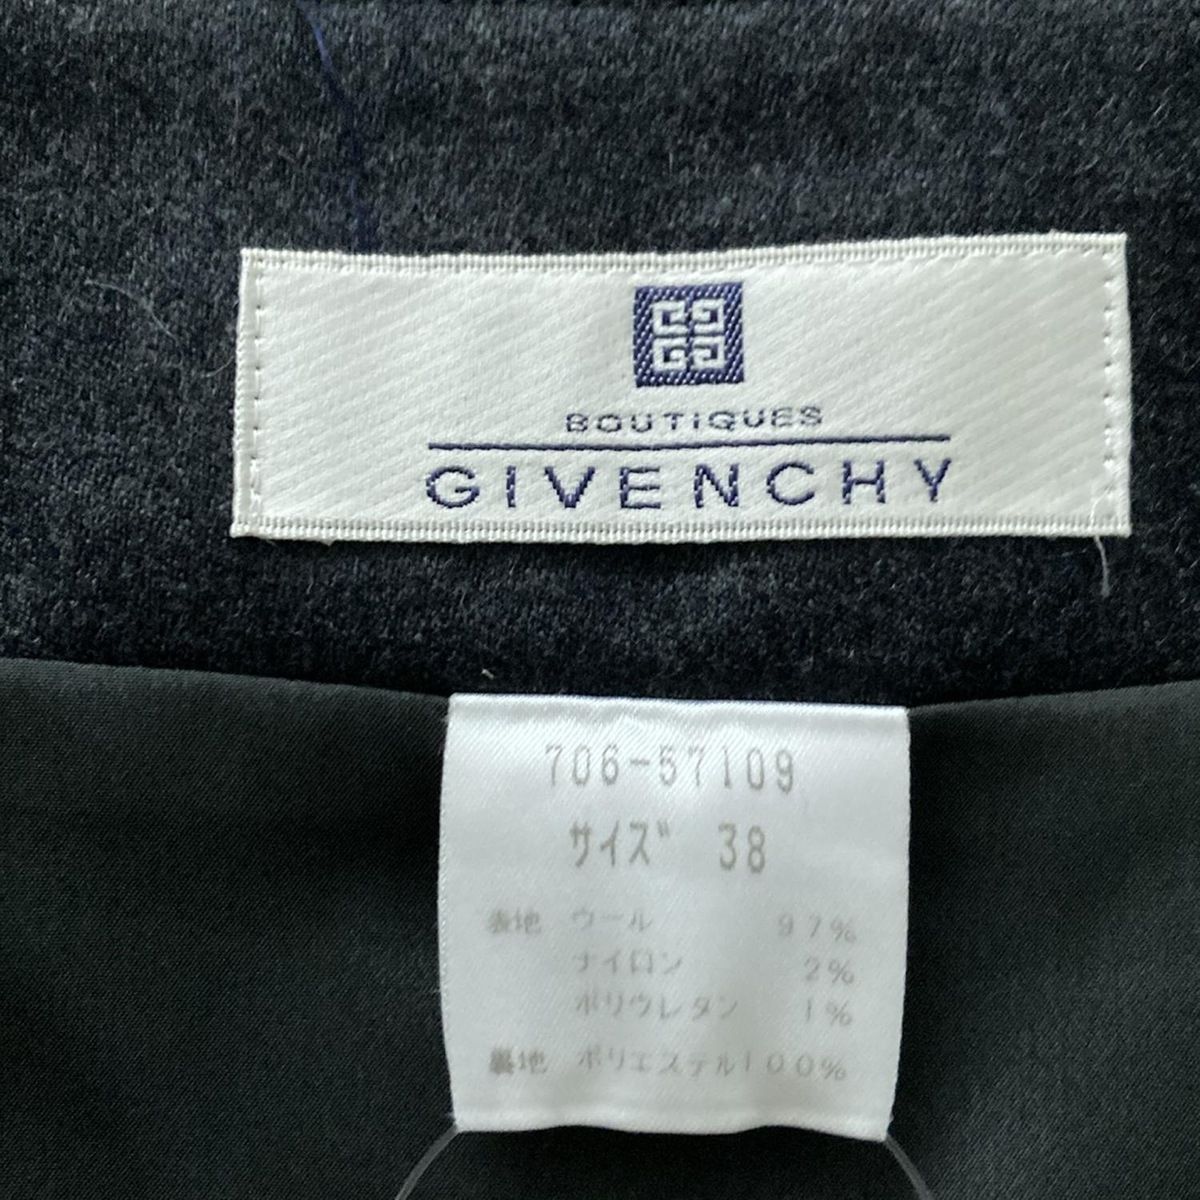 BOUTIQUES
GIVENCHY
706-57109
サイズ 38
表地 ウール 97%
ナイロン 2%
ポリウレタン 1%
裏地 ポリエステル100%